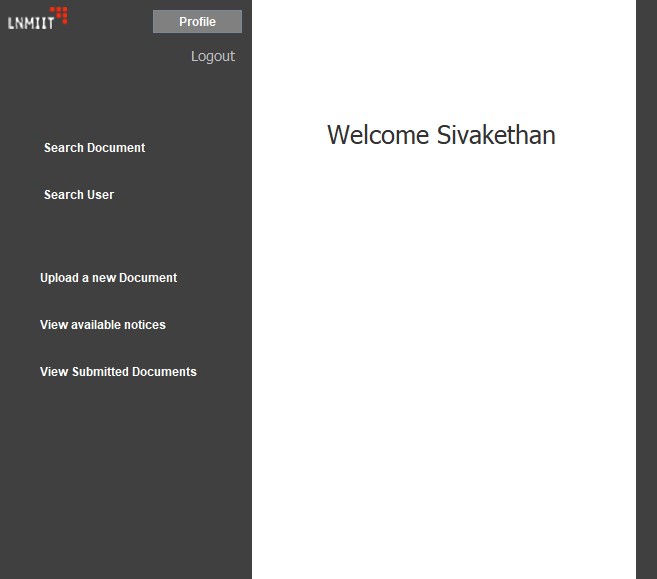 LNMIIT
Profile
Logout
Search Document
Search User
Upload a new Document
View available notices
View Submitted Documents
Welcome Sivakethan